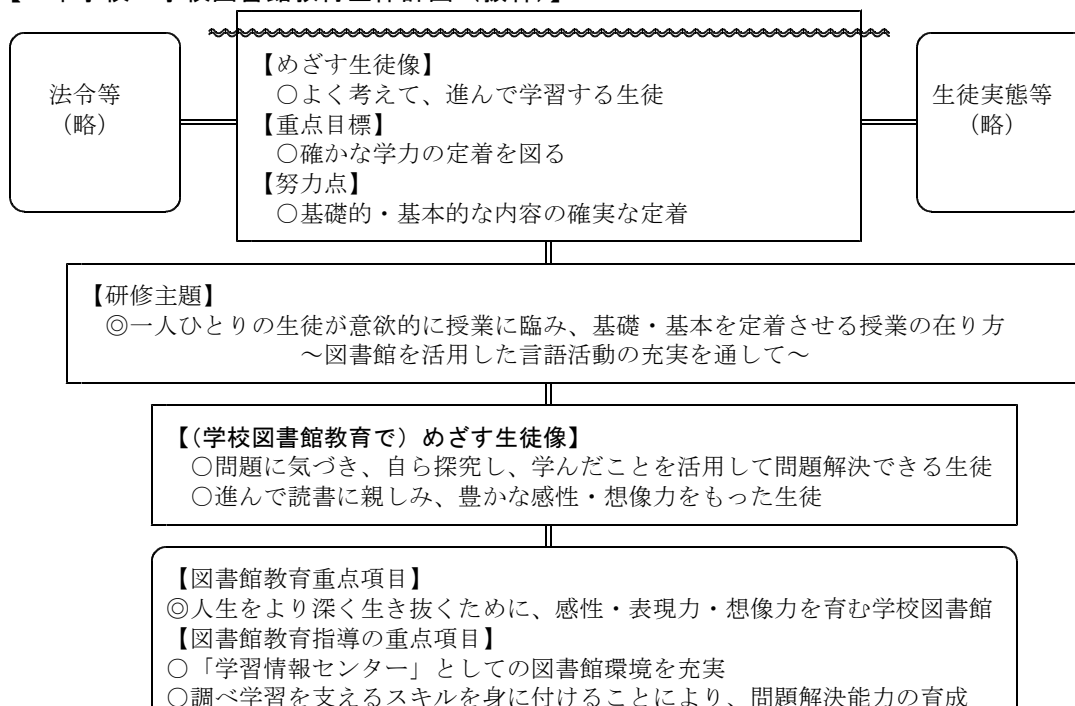 法令等
（略）
【めざす生徒像】
○よく考えて、進んで学習する生徒
【重点目標】
○確かな学力の定着を図る
【努力点】
○基礎的・基本的な内容の確実な定着
生徒実態等
（略）
【研修主題】
◎一人ひとりの生徒が意欲的に授業に臨み、基礎・基本を定着させる授業の在り方
～図書館を活用した言語活動の充実を通して～
【（学校図書館教育で）めざす生徒像】
○問題に気づき、自ら探究し、学んだことを活用して問題解決できる生徒
○進んで読書に親しみ、豊かな感性・想像力をもった生徒
【図書館教育重点項目】
◎人生をより深く生き抜くために、感性・表現力・想像力を育む学校図書館
【図書館教育指導の重点項目】
○「学習情報センター」としての図書館環境を充実
○調べ学習を支えるスキルを身に付けることにより、問題解決能力の育成